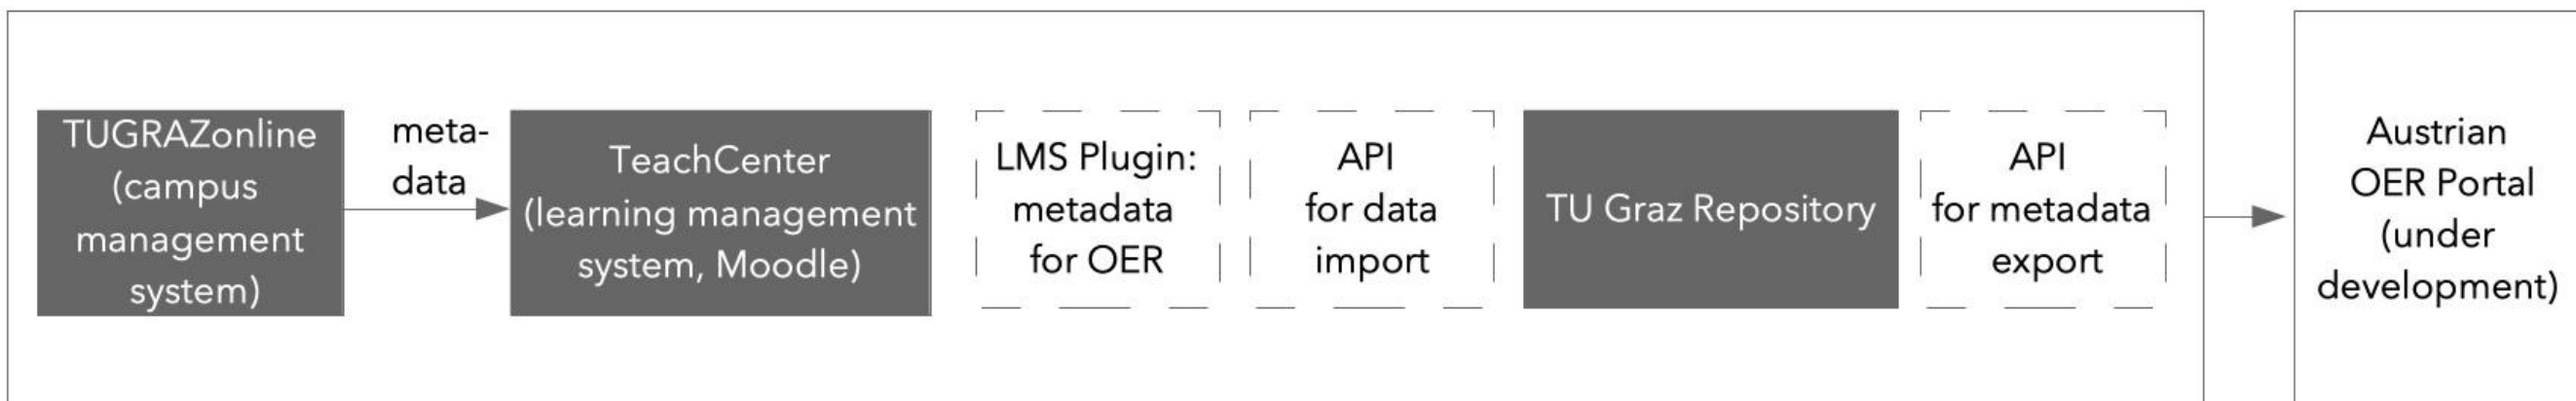 TUGRAZonline
(campus
management
system)
meta-
data
TeachCenter
(learning management
system, Moodle)
LMS Plugin:
metadata
for OER
API
for data
import
TU Graz Repository
API
for metadata
export
Austrian
OER Portal
(under
development)